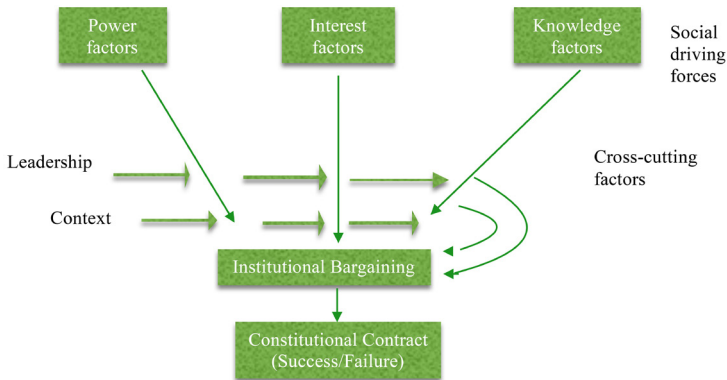 Power
factors
Interest
factors
Knowledge
factors
Social
driving
forces
Leadership
Cross-cutting
factors
Context
Institutional Bargaining
Constitutional Contract
(Success/Failure)